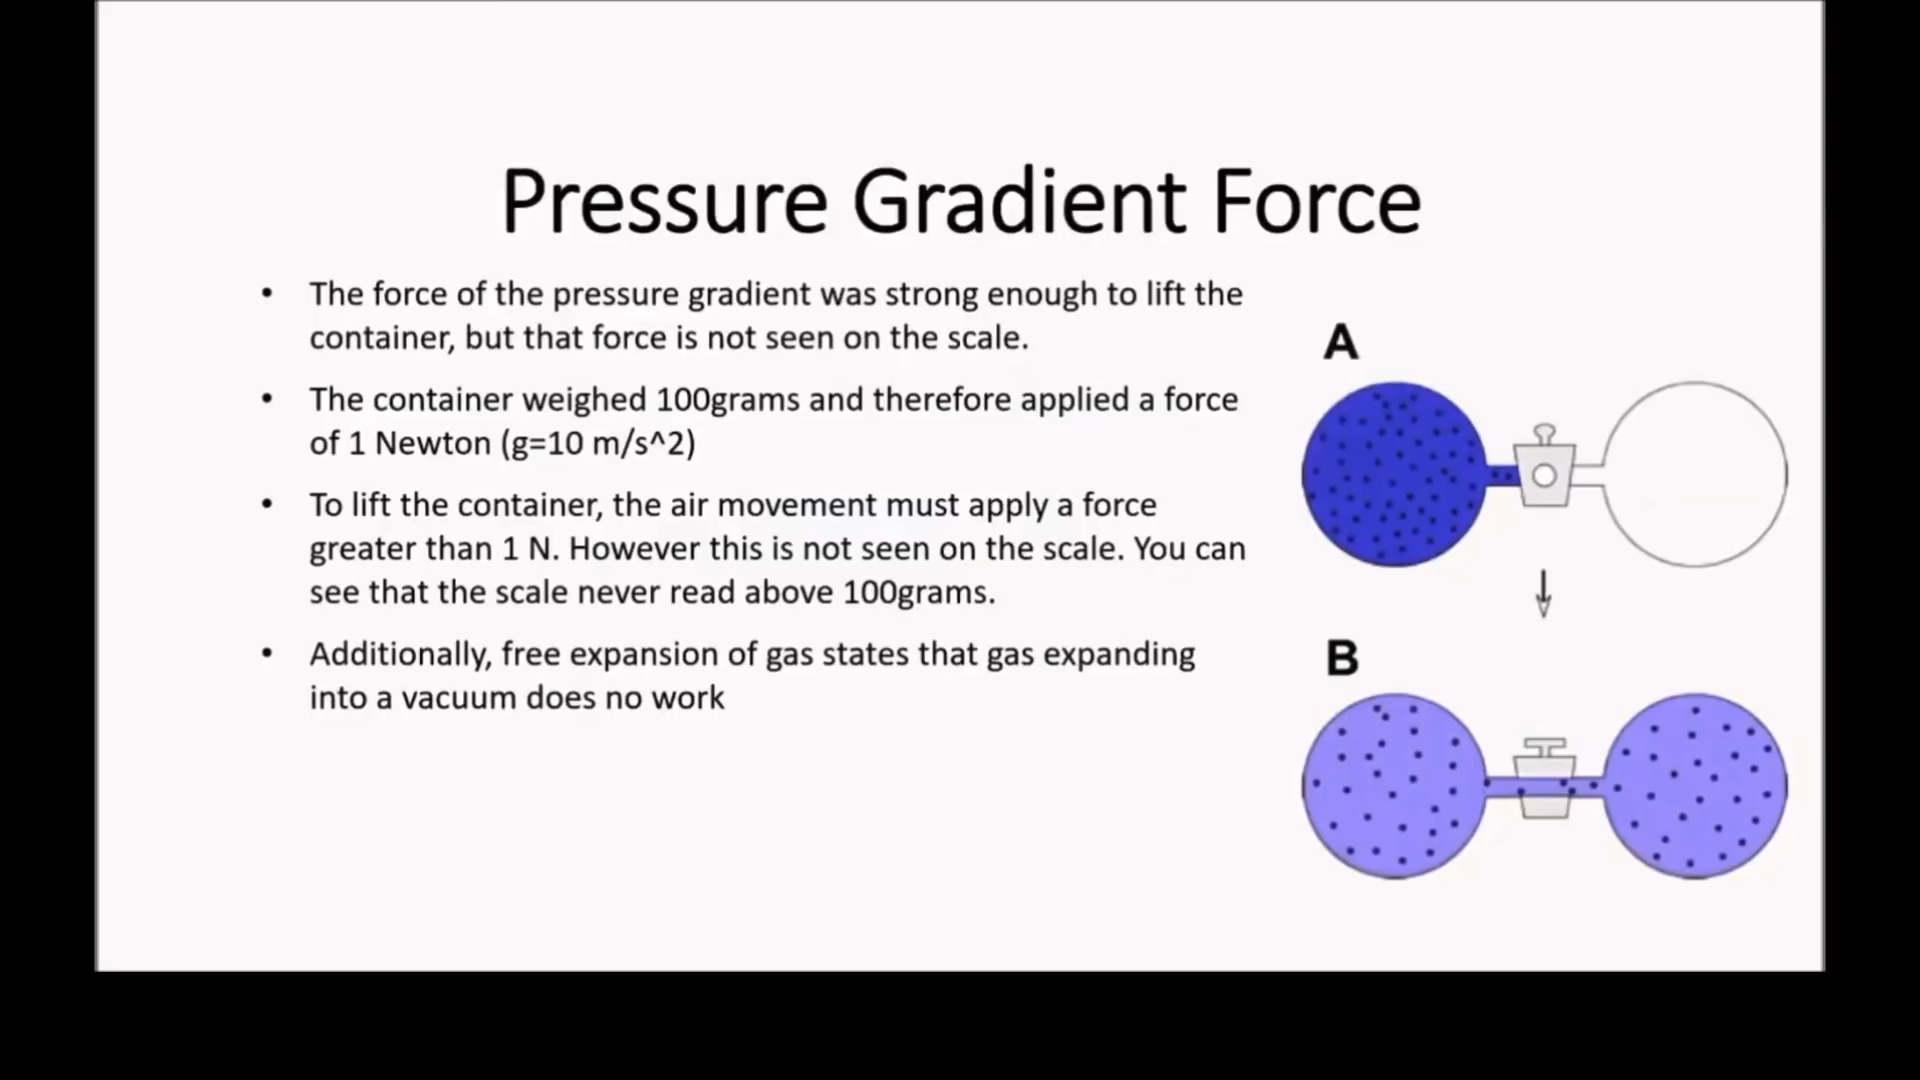 Pressure Gradient Force
• The force of the pressure gradient was strong enough to lift the
container, but that force is not seen on the scale.
• The container weighed 100grams and therefore applied a force
of 1 Newton (g=10 m/s^2)
• To lift the container, the air movement must apply a force
greater than 1 N. However this is not seen on the scale. You can
see that the scale never read above 100grams.
• Additionally, free expansion of gas states that gas expanding
into a vacuum does no work
A
B